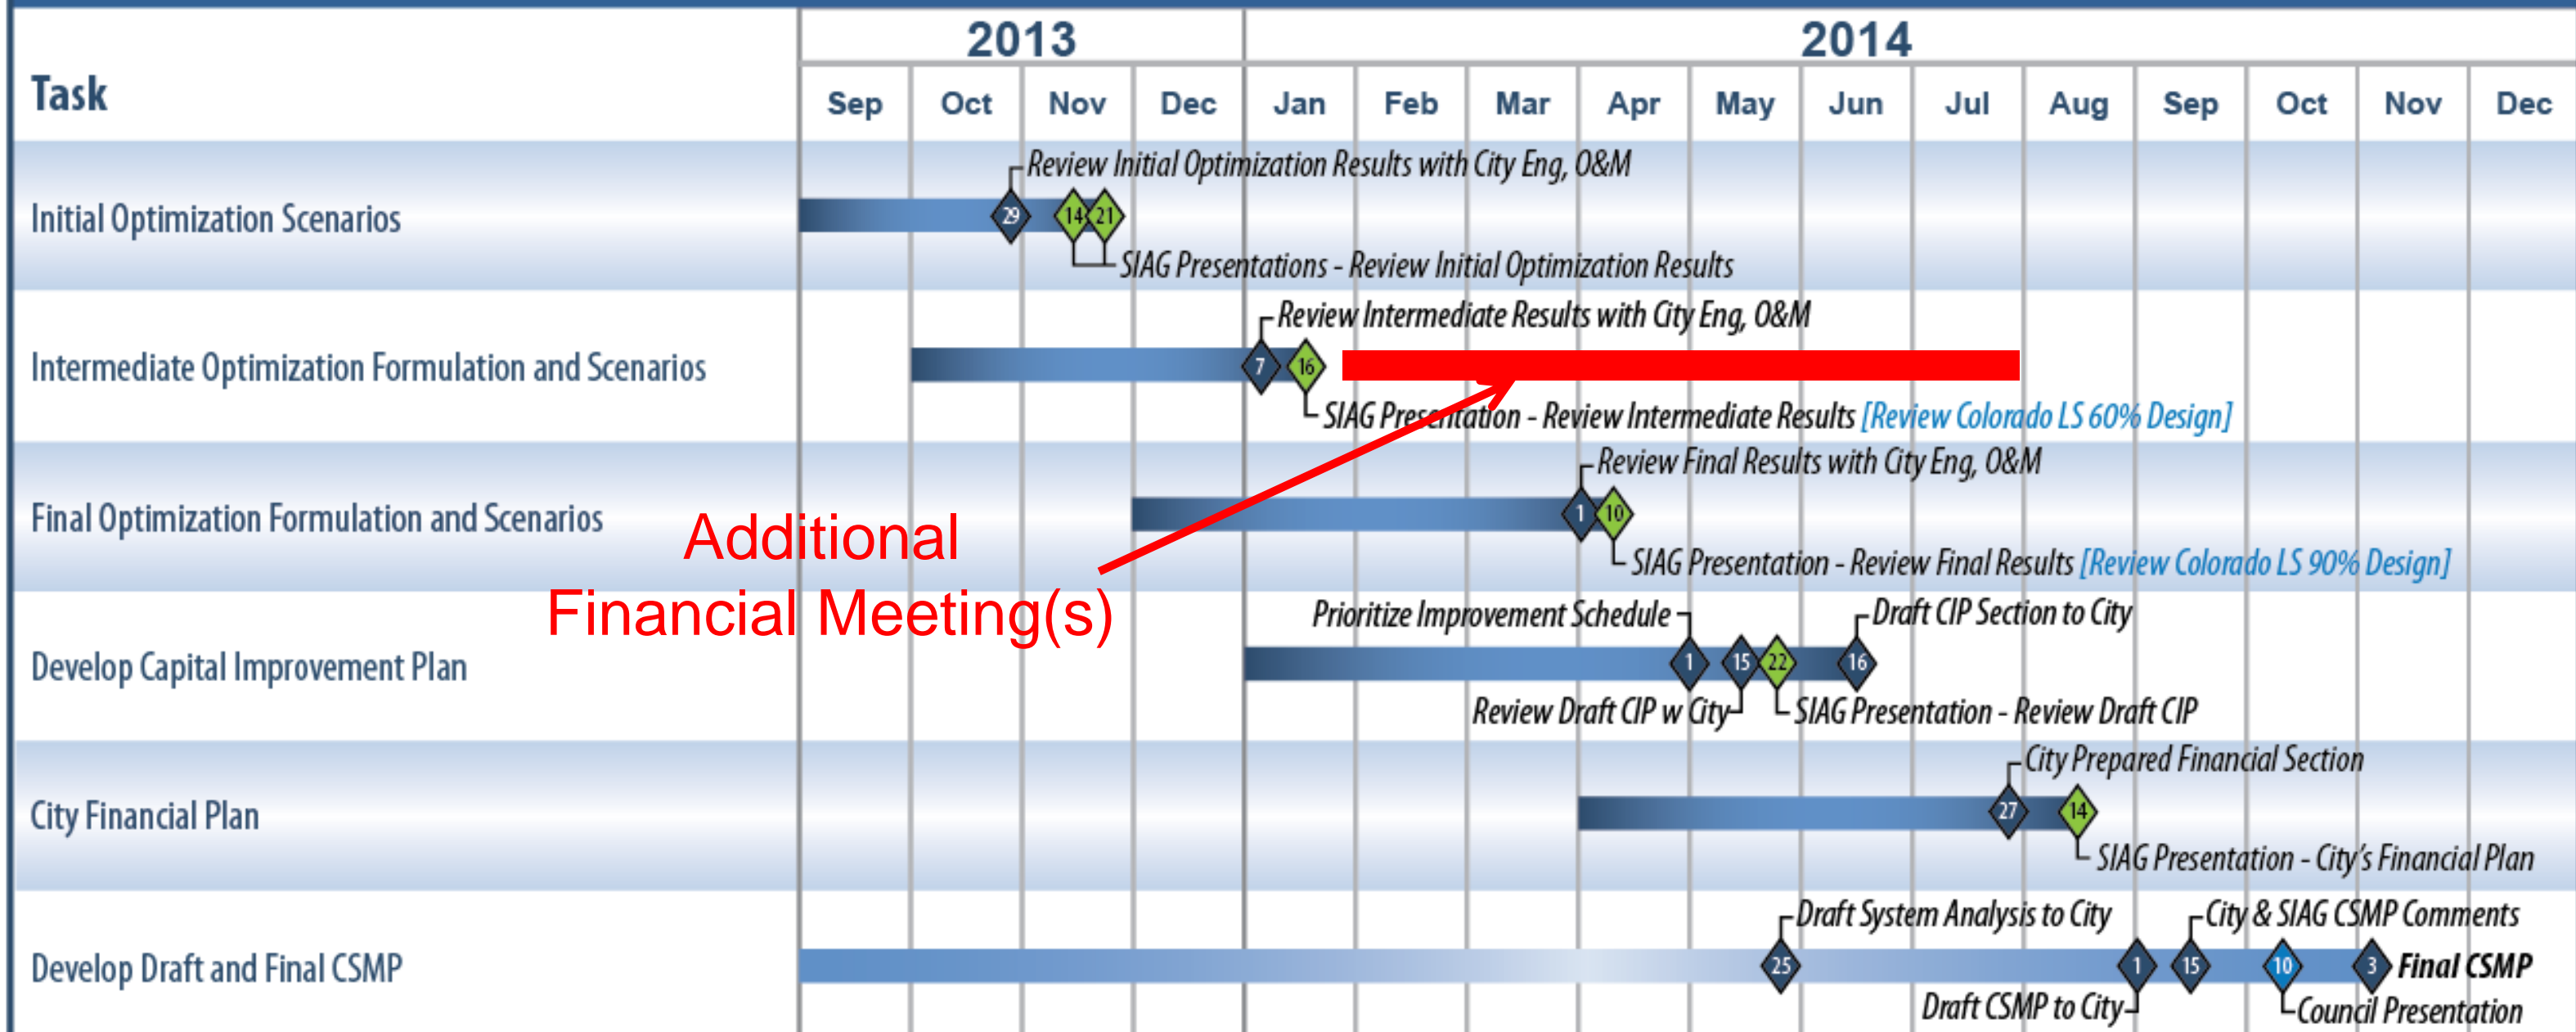 2013 2014
Task
Sep Oct Nov Dec Jan Feb Mar Apr May Jun Jul Aug Sep Oct Nov Dec
Review Initial Optimization Results with City Eng, O&M
Initial Optimization Scenarios
29 14 21
SIAG Presentations - Review Initial Optimization Results
Review Intermediate Results with City Eng, O&M
Intermediate Optimization Formulation and Scenarios
7 16
SIAG Presentation - Review Intermediate Results [Review Colorado LS 60% Design]
Review Final Results with City Eng, O&M
Final Optimization Formulation and Scenarios
1 10
Additional
Financial Meeting(s)
SIAG Presentation - Review Final Results [Review Colorado LS 90% Design]
Prioritize Improvement Schedule
Draft CIP Section to City
Develop Capital Improvement Plan
1 15 22 16
Review Draft CIP w City
SIAG Presentation - Review Draft CIP
City Prepared Financial Section
City Financial Plan
27 14
SIAG Presentation - City's Financial Plan
Draft System Analysis to City
City & SIAG CSMP Comments
Develop Draft and Final CSMP
25 1 15 10 3 Final CSMP
Draft CSMP to City
Council Presentation